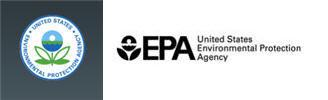 UNITED STATES
ENVIRONMENTAL PROTECTION AGENCY
EPA
United States
Environmental Protection
Agency